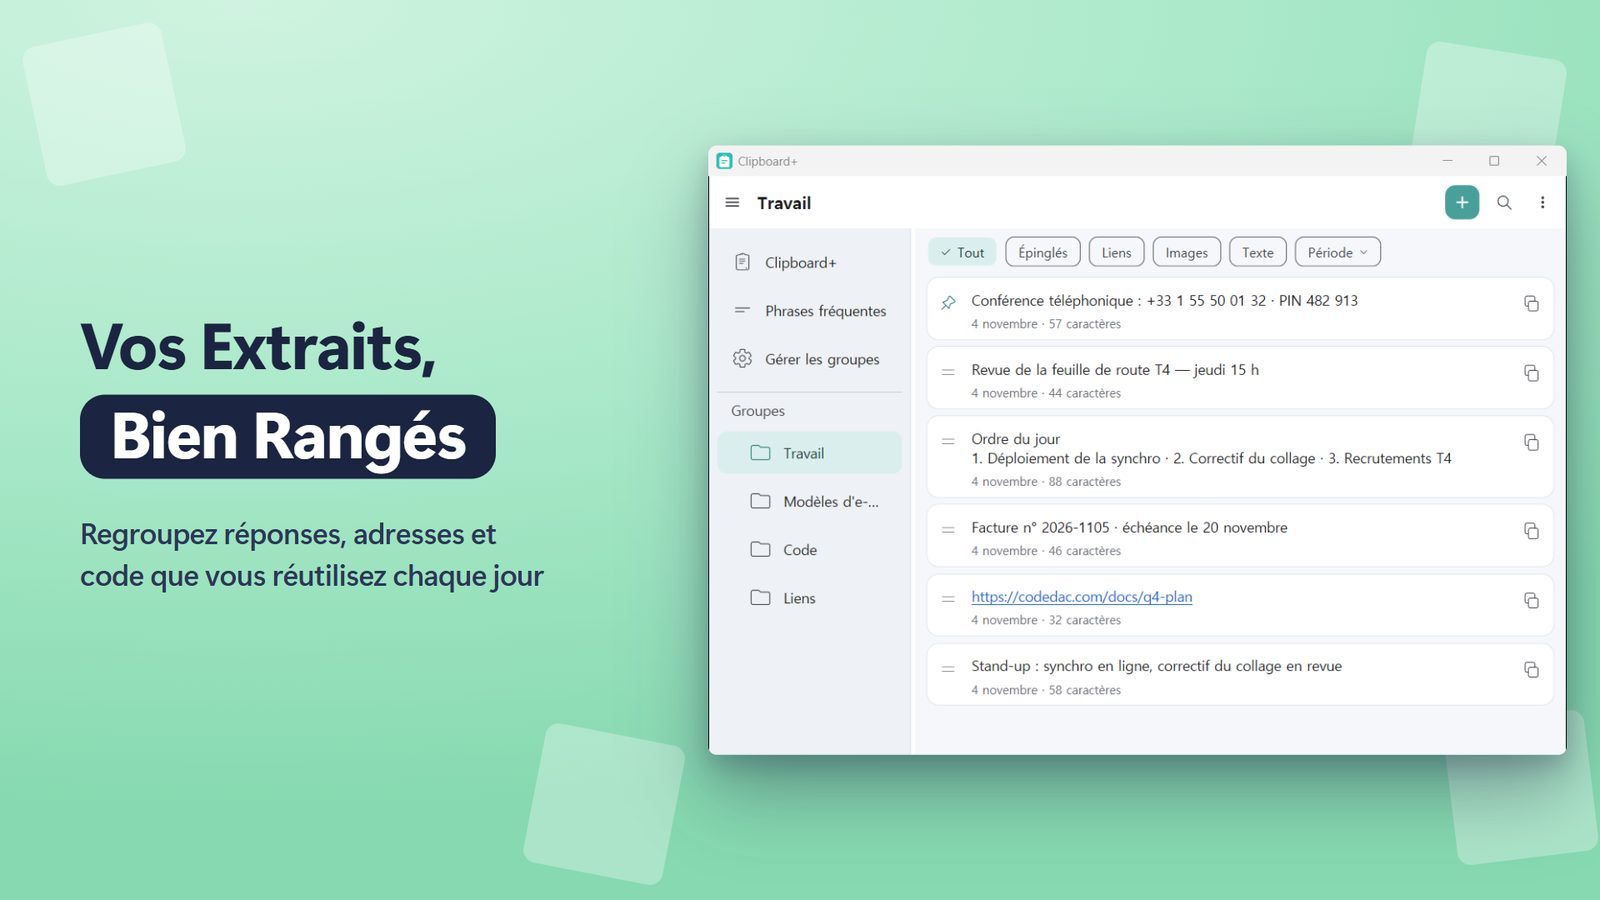 Vos Extraits,
Bien Rangés
Regroupez réponses, adresses et
code que vous réutilisez chaque jour
Clipboard+
Travail
Clipboard+
Phrases fréquentes
Gérer les groupes
Groupes
Travail
Modèles d'e-...
Code
Liens
Tout
Épinglés
Liens
Images
Texte
Période
Conférence téléphonique : +33 1 55 50 01 32 · PIN 482 913
4 novembre · 57 caractères
Revue de la feuille de route T4 — jeudi 15 h
4 novembre · 44 caractères
Ordre du jour
1. Déploiement de la synchro · 2. Correctif du collage · 3. Recrutements T4
4 novembre · 88 caractères
Facture n° 2026-1105 · échéance le 20 novembre
4 novembre · 46 caractères
https://codedac.com/docs/q4-plan
4 novembre · 32 caractères
Stand-up : synchro en ligne, correctif du collage en revue
4 novembre · 58 caractères